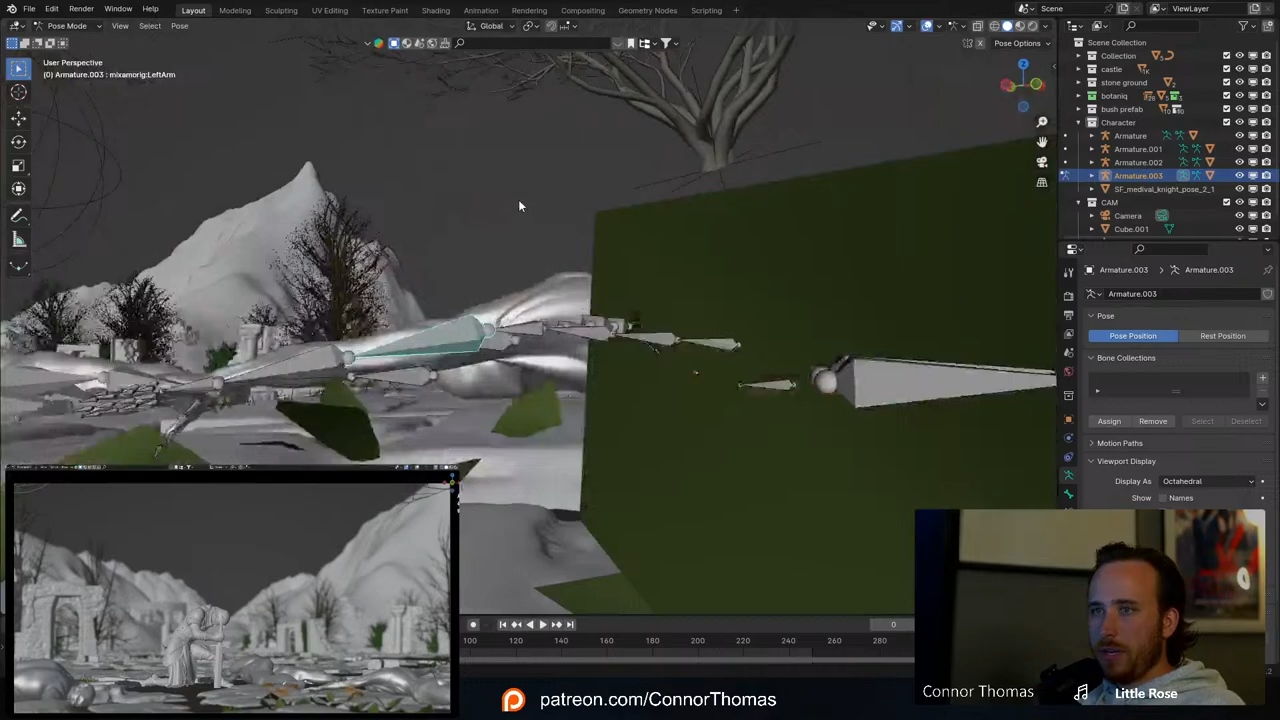 File Edit Render Window Help Layout Modeling Sculpting UV Editing Texture Paint Shading Animation Rendering Compositing Geometry Nodes Scripting Scene ViewLayer
Pose Mode View Select Pose Global
Pose Options
User Perspective
(0) Armature.003 : mixamorig:LeftArm
Z
Scene Collection
Collection
castle
stone ground
botaniq
bush prefab
Character
Armature
Armature.001
Armature.002
Armature.003
SF_medival_knight_pose_2_1
CAM
Camera
Cube.001
Armature.003 > Armature.003
Armature.003
Pose
Pose Position Rest Position
Bone Collections
Assign Remove Select Deselect
Motion Paths
Viewport Display
Display As Octahedral
Show Names
0
100 120 140 160 180 200 220 240 260 280
patreon.com/ConnorThomas
Connor Thomas
Little Rose